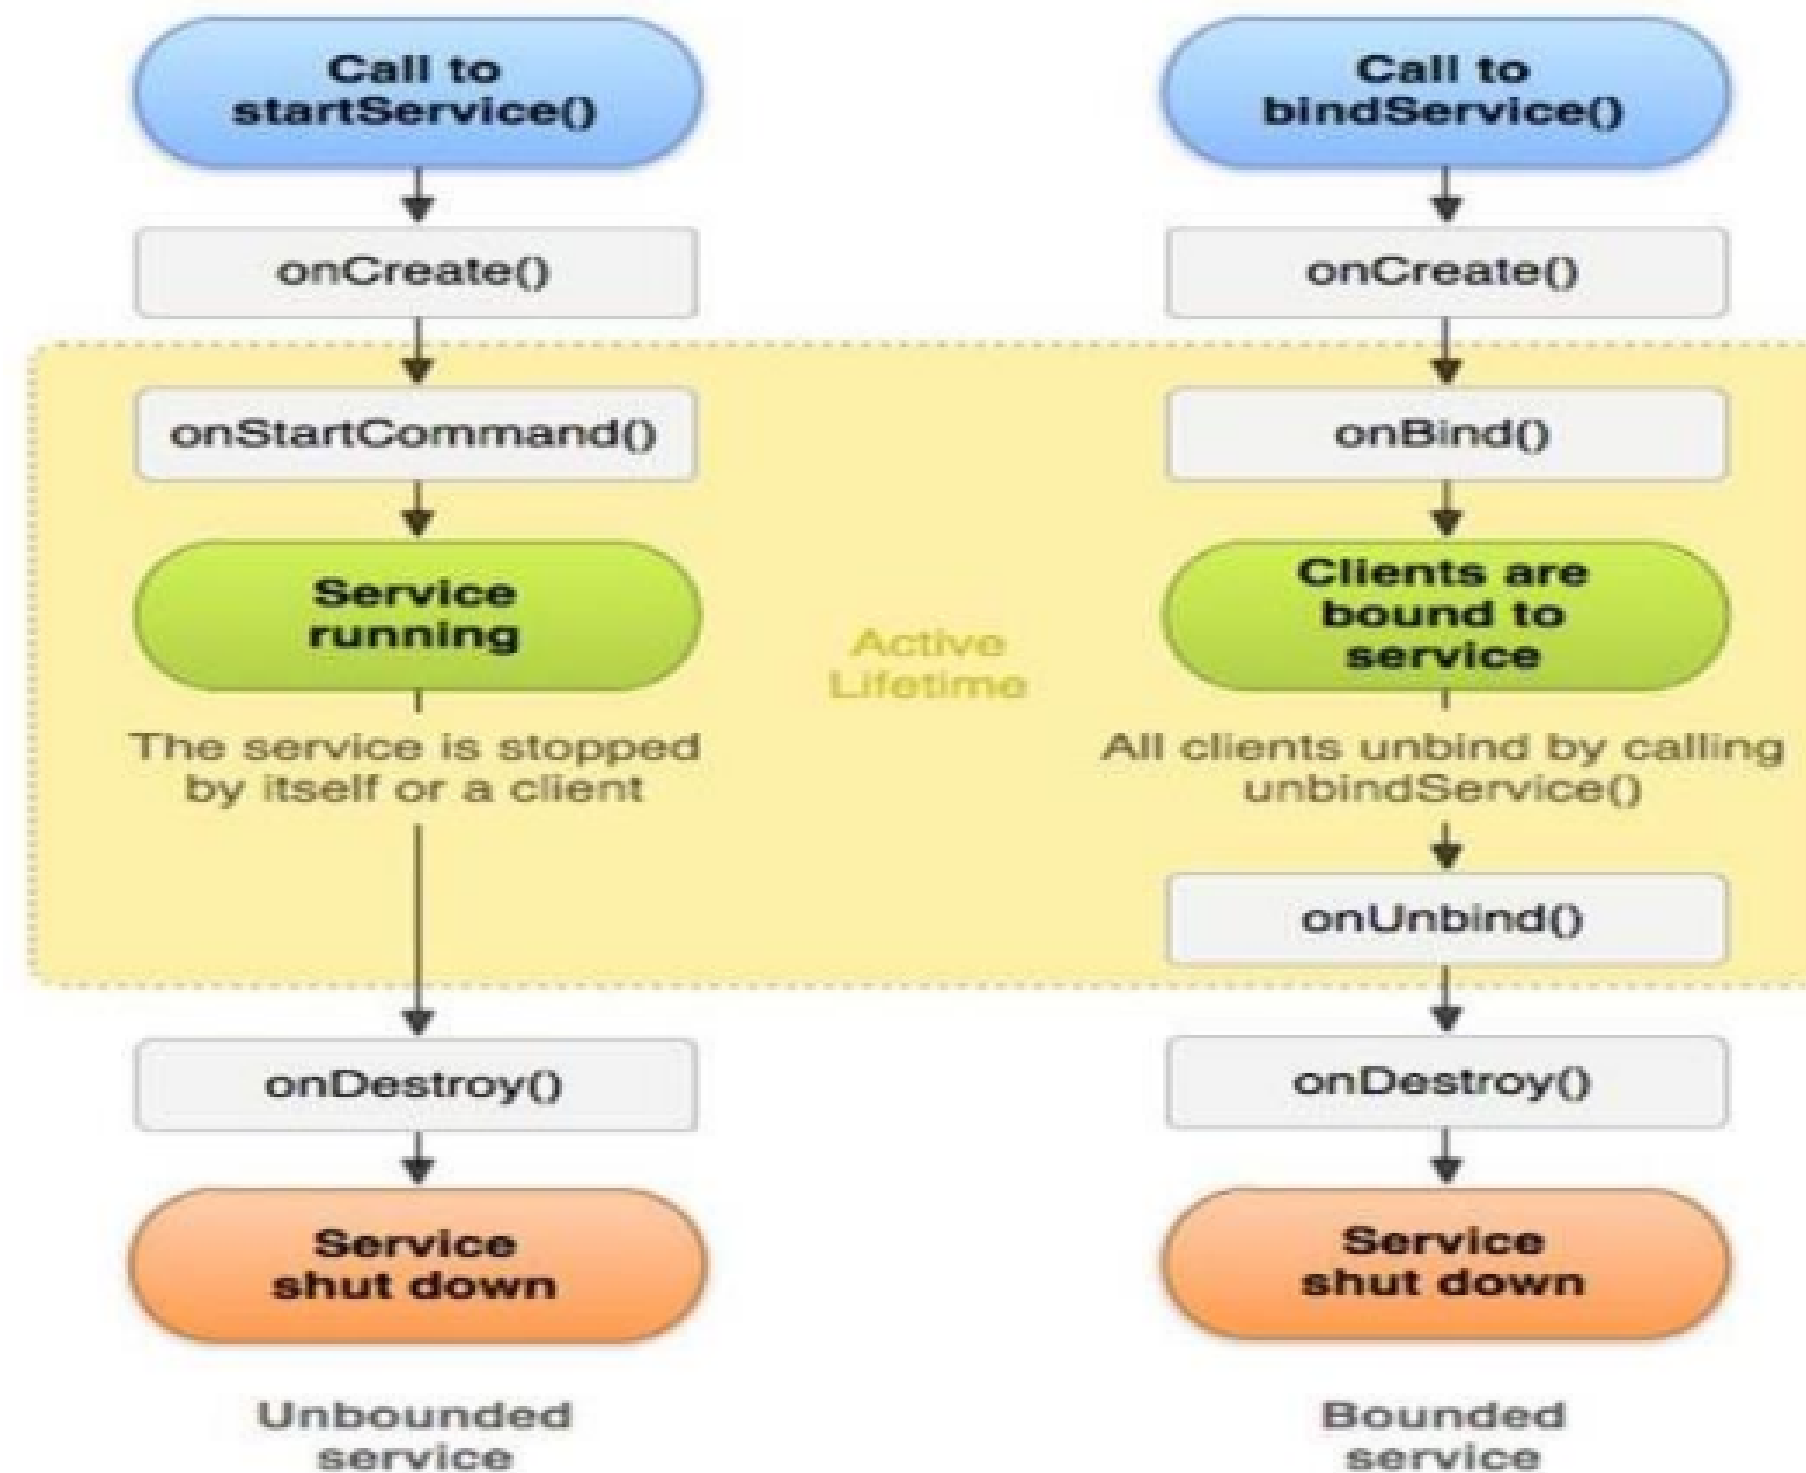 Call to
startService()
onCreate()
onStartCommand()
Service
running
The service is stopped
by itself or a client
onDestroy()
Service
shut down
Unbounded
service
Active
Lifetime
Call to
bindService()
onCreate()
onBind()
Clients are
bound to
service
All clients unbind by calling
unbindService()
onUnbind()
onDestroy()
Service
shut down
Bounded
service